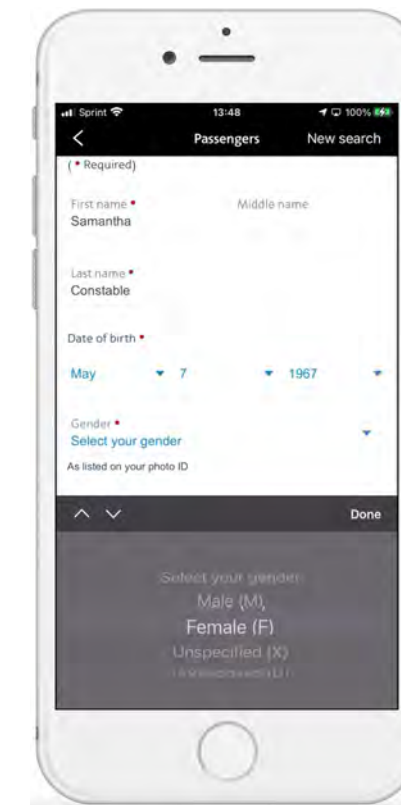 Sprint 13:48 100%
Passengers New search
(• Required)
First name • Middle name
Samantha
Last name •
Constable
Date of birth •
May 7 1967
Gender •
Select your gender
As listed on your photo ID
Done
Select your gender
Male (M),
Female (F)
Unspecified (X)